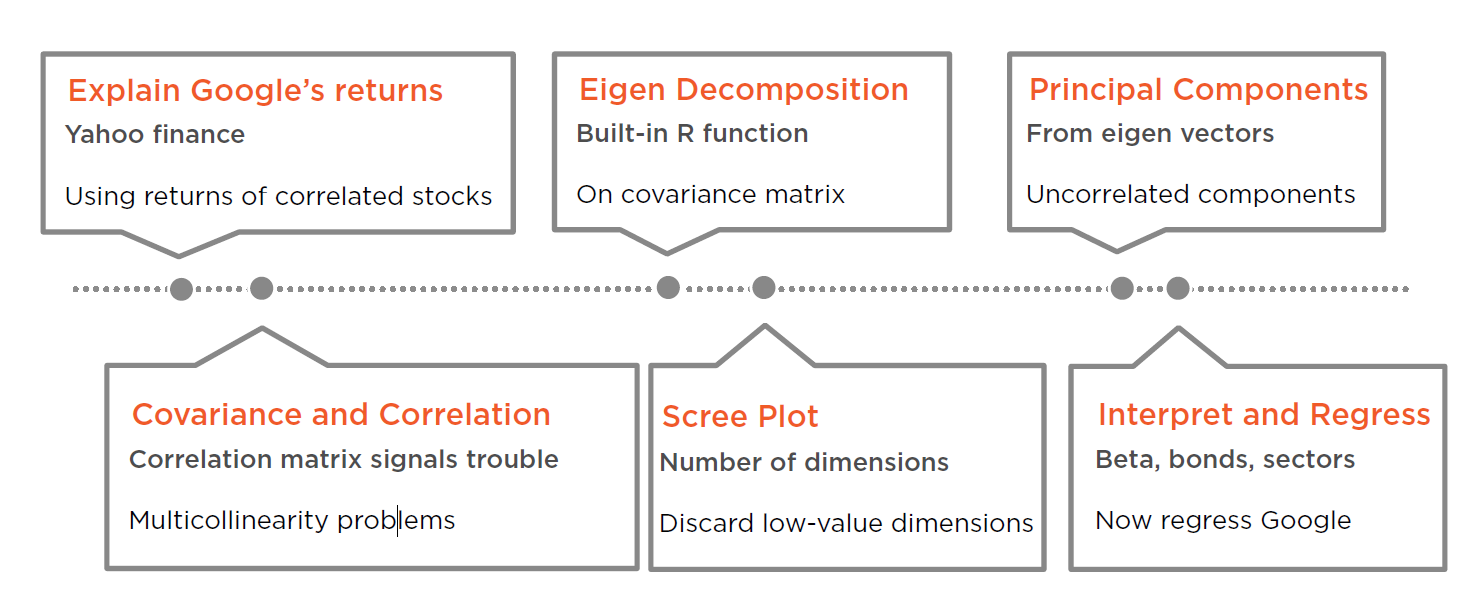 Explain Google’s returns
Yahoo finance
Using returns of correlated stocks
Covariance and Correlation
Correlation matrix signals trouble
Multicollinearity problems
Eigen Decomposition
Built-in R function
On covariance matrix
Scree Plot
Number of dimensions
Discard low-value dimensions
Principal Components
From eigen vectors
Uncorrelated components
Interpret and Regress
Beta, bonds, sectors
Now regress Google